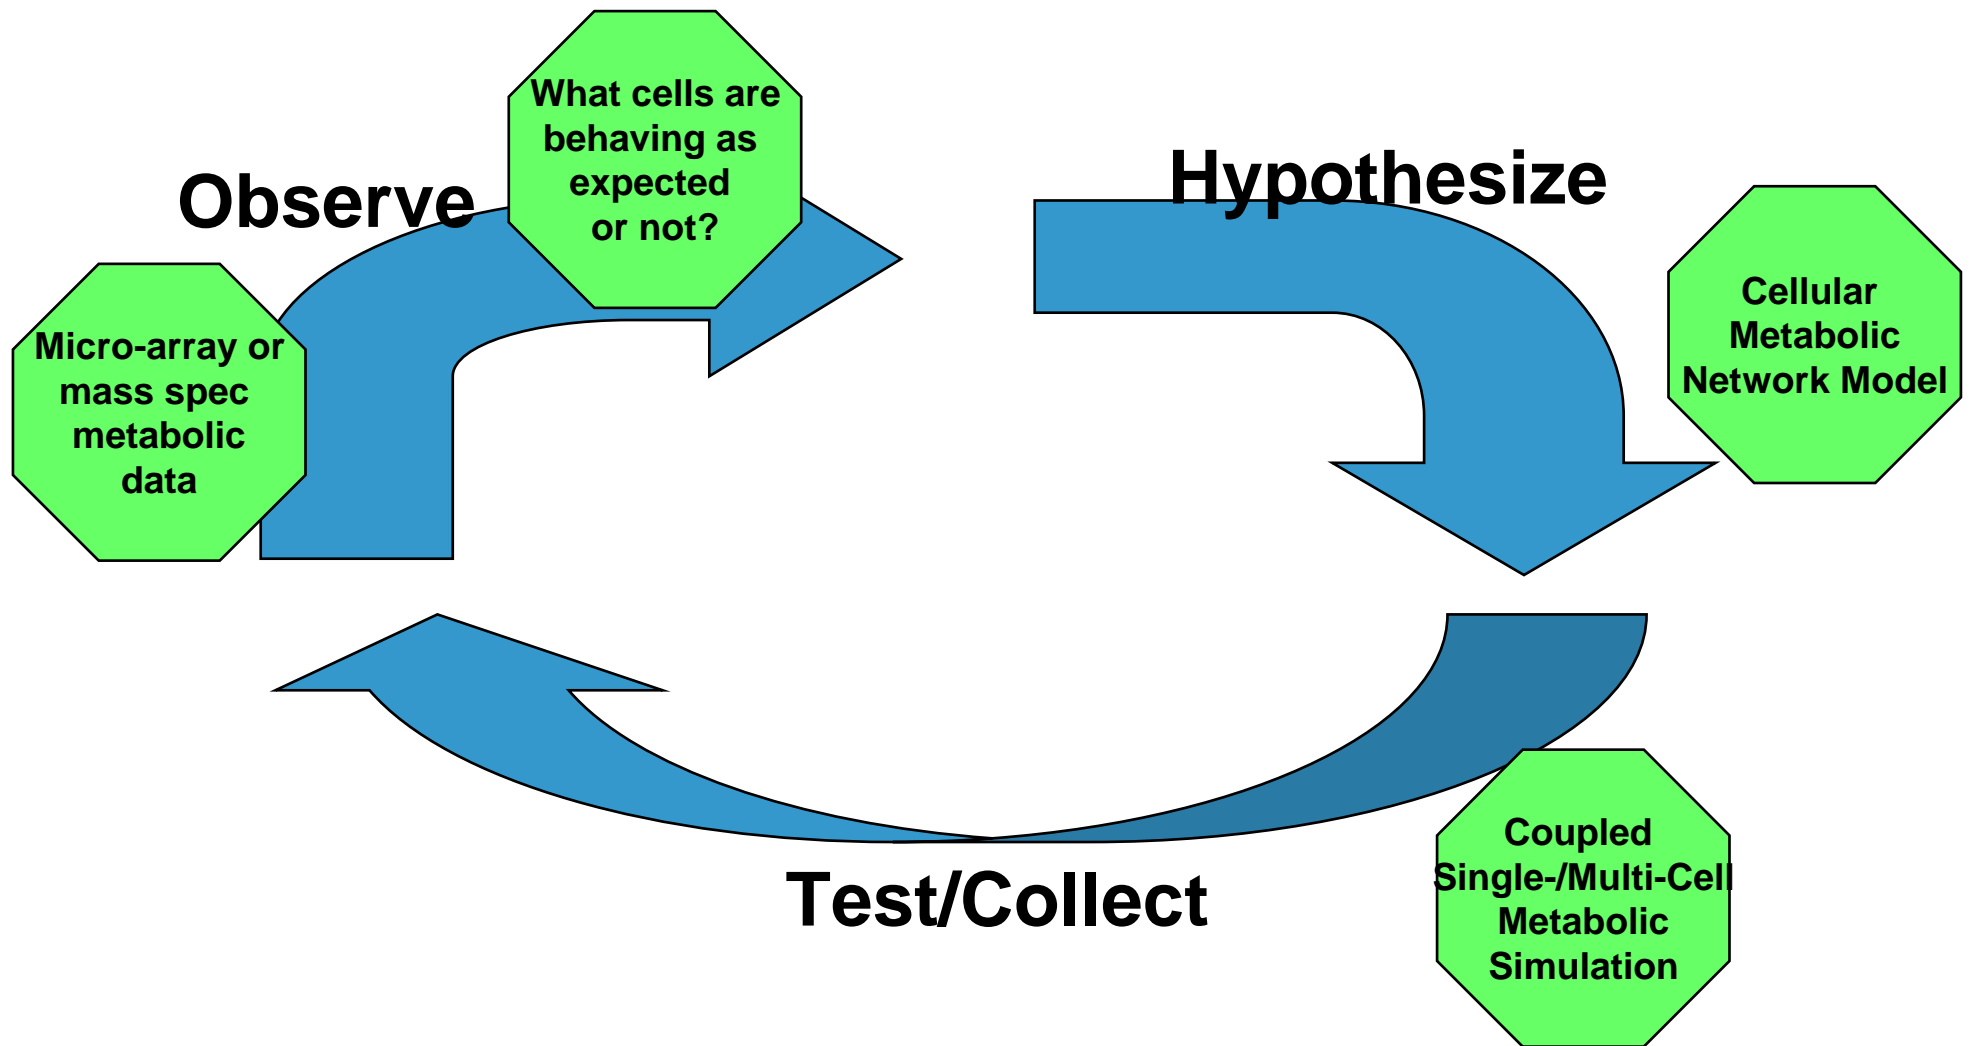 What cells are
behaving as
expected
or not?
Observe
Hypothesize
Micro-array or
mass spec
metabolic
data
Cellular
Metabolic
Network Model
Test/Collect
Coupled
Single-/Multi-Cell
Metabolic
Simulation